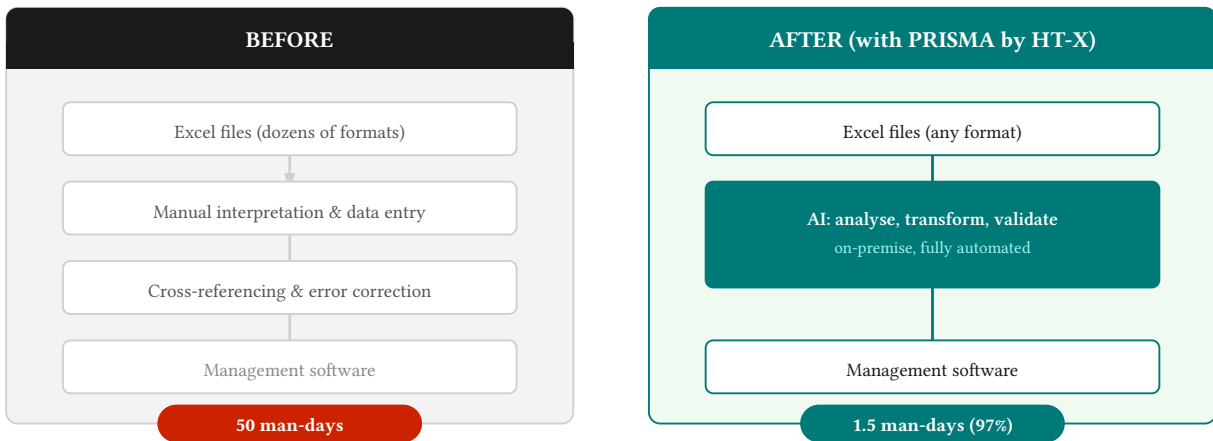 BEFORE
Excel files (dozens of formats)
Manual interpretation & data entry
Cross-referencing & error correction
Management software
50 man-days
AFTER (with PRISMA by HT-X)
Excel files (any format)
AI: analyse, transform, validate
on-premise, fully automated
Management software
1.5 man-days (97%)